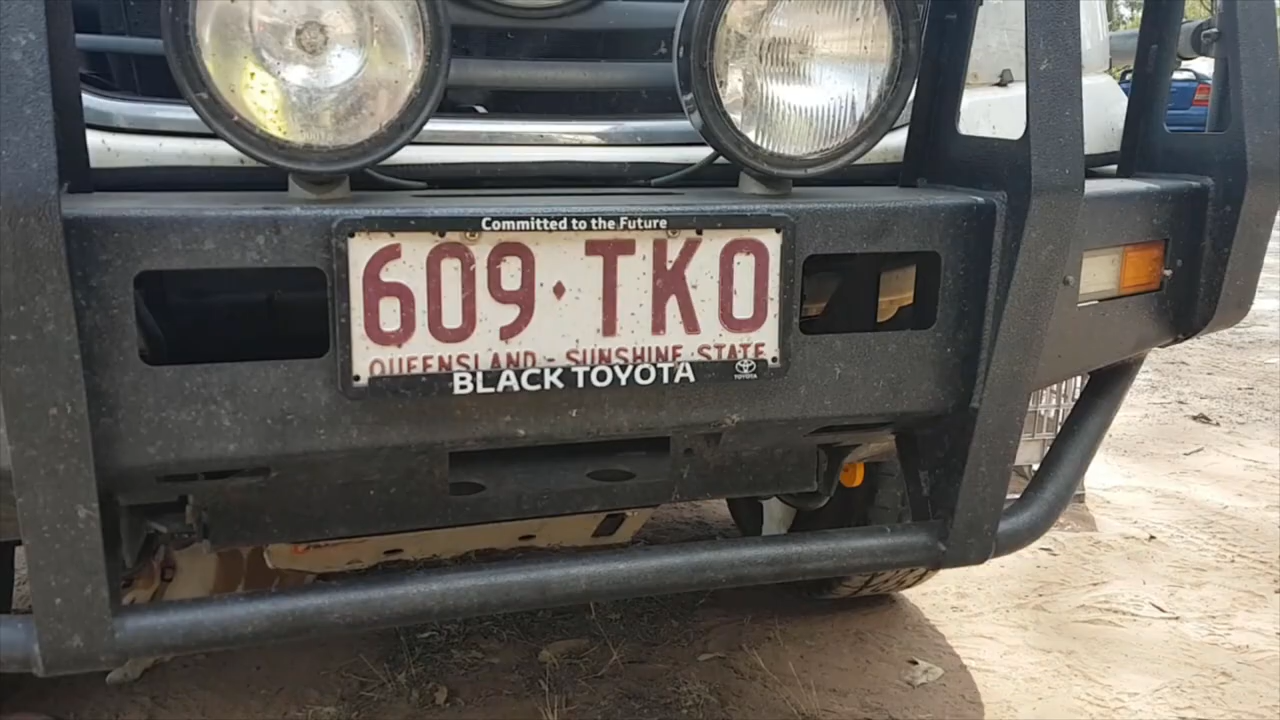 Committed to the Future
609·TKO
QUEENSLAND - SUNSHINE STATE
BLACK TOYOTA
TOYOTA